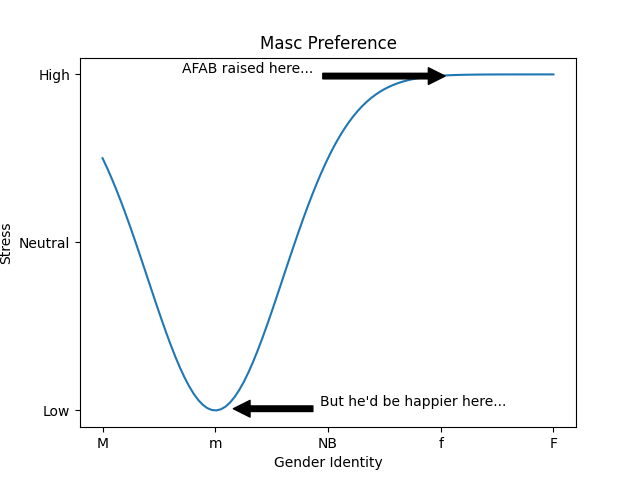 Masc Preference
High
AFAB raised here...
Neutral
Stress
But he'd be happier here...
Low
M m NB f F
Gender Identity